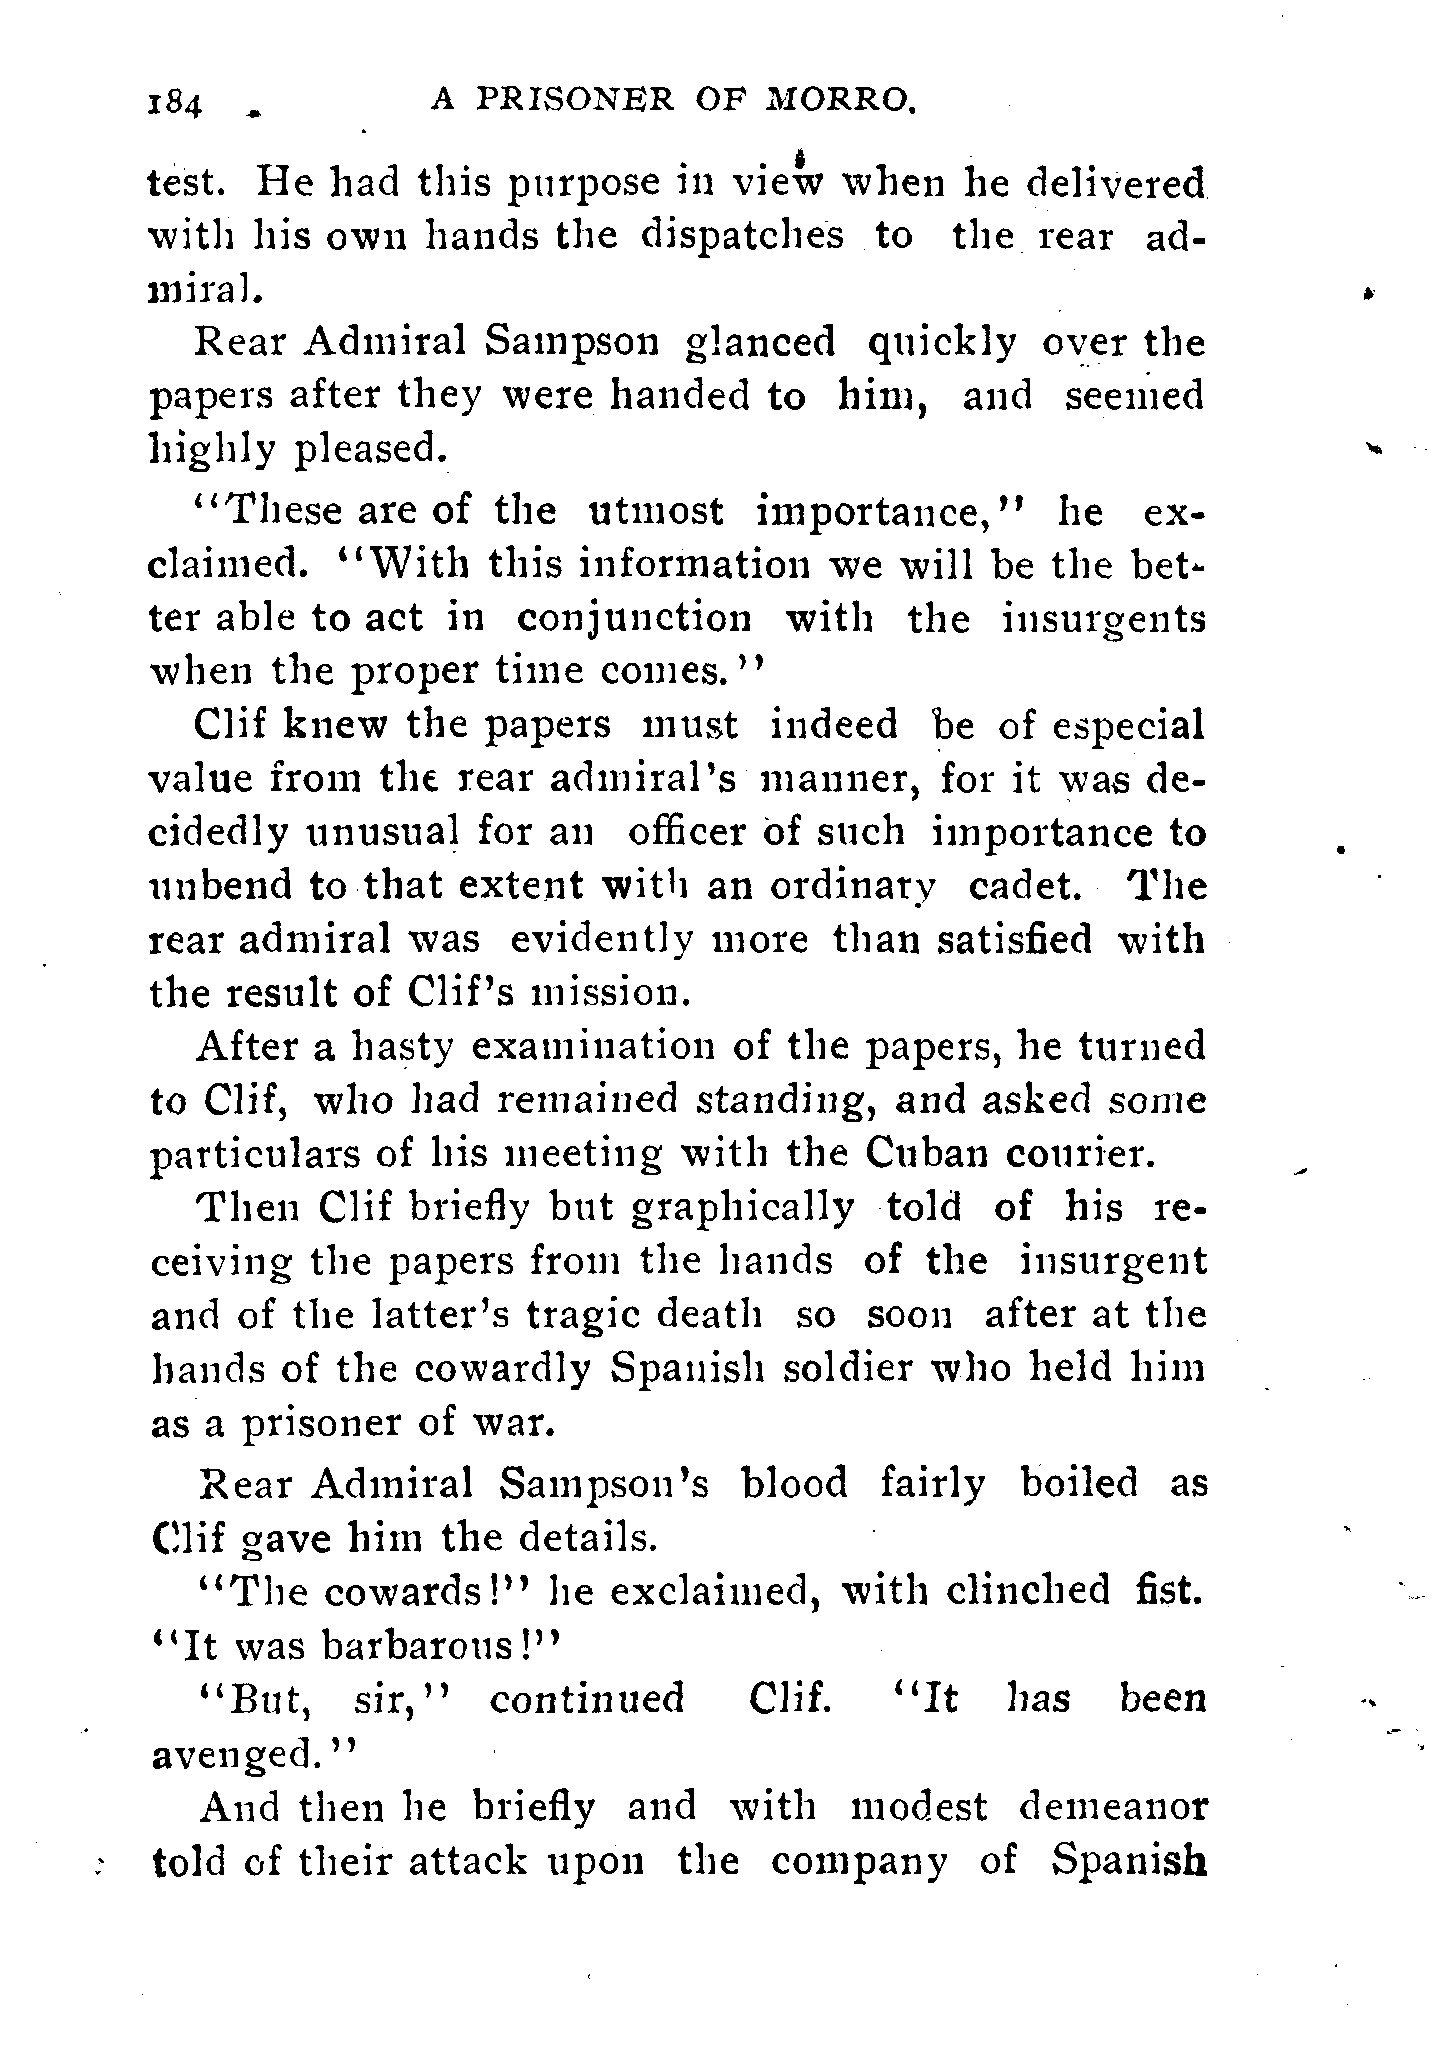 184 A PRISONER OF MORRO.
test. He had this purpose in view when he delivered
with his own hands the dispatches to the rear ad-
miral.
Rear Admiral Sampson glanced quickly over the
papers after they were handed to him, and seemed
highly pleased.
"These are of the utmost importance," he ex-
claimed. "With this information we will be the bet-
ter able to act in conjunction with the insurgents
when the proper time comes."
Clif knew the papers must indeed be of especial
value from the rear admiral's manner, for it was de-
cidedly unusual for an officer of such importance to
unbend to that extent with an ordinary cadet. The
rear admiral was evidently more than satisfied with
the result of Clif's mission.
After a hasty examination of the papers, he turned
to Clif, who had remained standing, and asked some
particulars of his meeting with the Cuban courier.
Then Clif briefly but graphically told of his re-
ceiving the papers from the hands of the insurgent
and of the latter's tragic death so soon after at the
hands of the cowardly Spanish soldier who held him
as a prisoner of war.
Rear Admiral Sampson's blood fairly boiled as
Clif gave him the details.
"The cowards!" he exclaimed, with clinched fist.
"It was barbarous!"
"But, sir," continued Clif. "It has been
avenged."
And then he briefly and with modest demeanor
told of their attack upon the company of Spanish